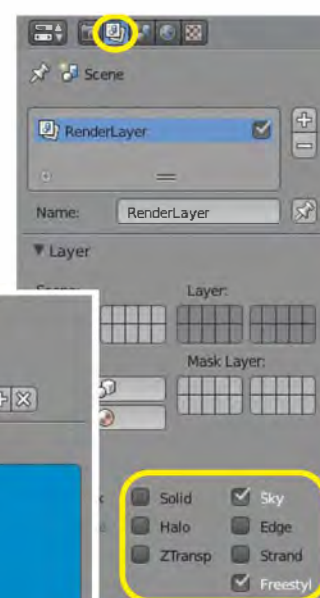 Scene
RenderLayer
Name: RenderLayer
Layer
Layer:
Mask Layer:
Solid Sky
Halo Edge
ZTransp Strand
Freestyl